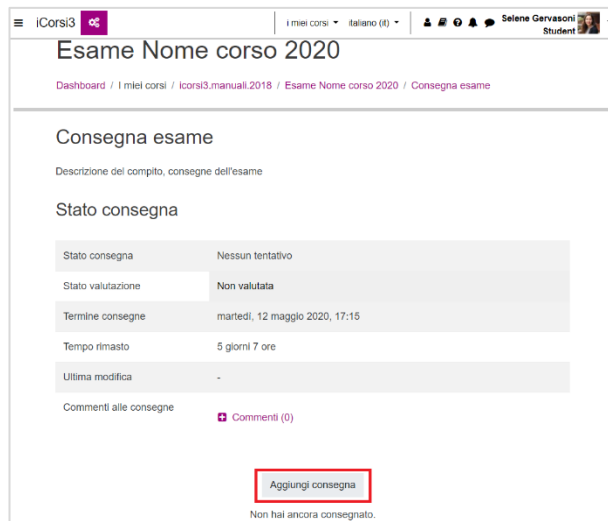 iCorsi3 i miei corsi italiano (it) Selene Gervasoni
Student
Esame Nome corso 2020
Dashboard / I miei corsi / icorsi3.manuali.2018 / Esame Nome corso 2020 / Consegna esame
Consegna esame
Descrizione del compito, consegne dell'esame
Stato consegna
Stato consegna Nessun tentativo
Stato valutazione Non valutata
Termine consegne martedì, 12 maggio 2020, 17:15
Tempo rimasto 5 giorni 7 ore
Ultima modifica -
Commenti alle consegne Commenti (0)
Aggiungi consegna
Non hai ancora consegnato.